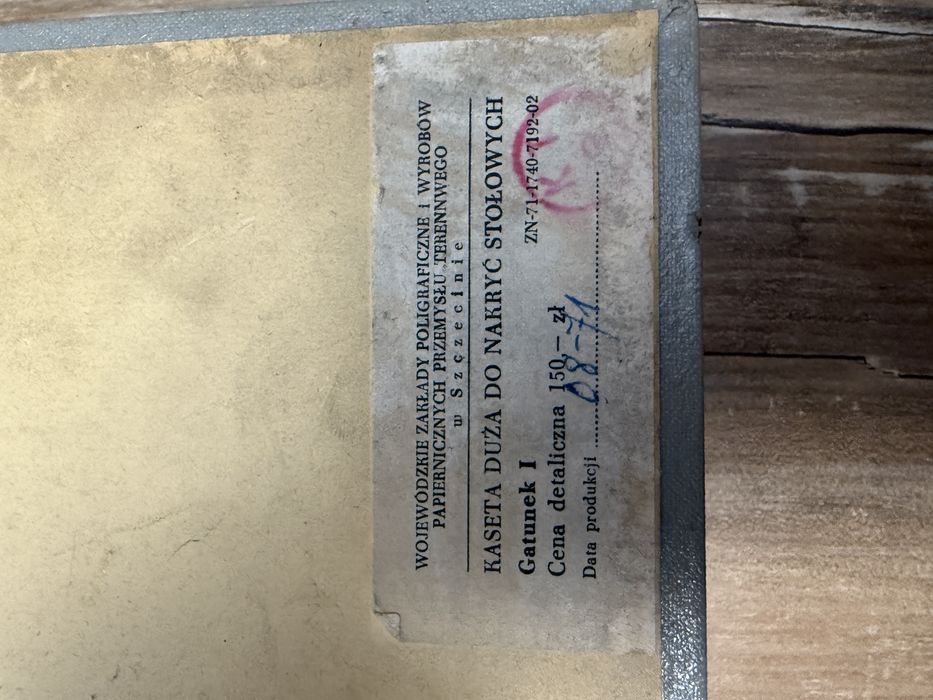 WOJEWÓDZKIE ZAKŁADY POLIGRAFICZNE i WYROBÓW
PAPIERNICZNYCH PRZEMYSŁU TERENNWEGO
w Szczecinie
KASETA DUŻA DO NAKRYĆ STOŁOWYCH
Gatunek I ZN-71-1740-7192-02
Cena detaliczna 150,— zł
Data produkcji 08-71